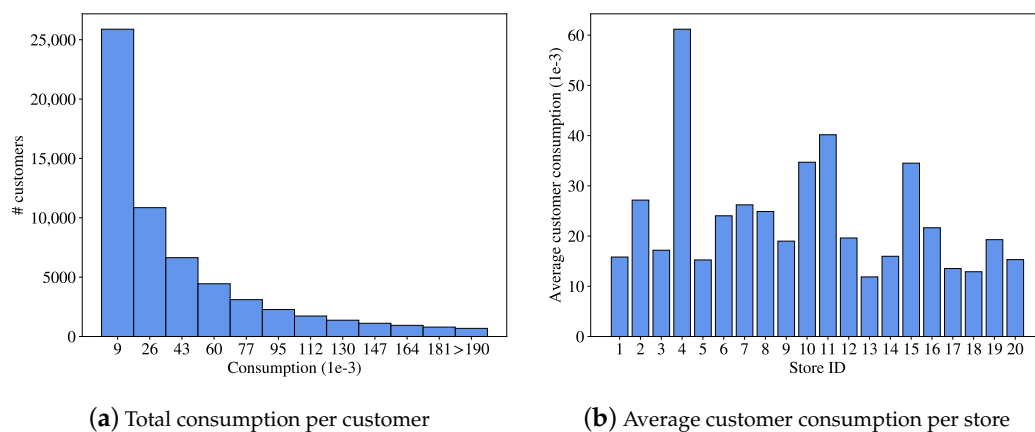 25,000
20,000
15,000
10,000
5000
0
# customers
9 26 43 60 77 95 112 130 147 164 181 >190
Consumption (1e-3)
(a) Total consumption per customer
60
50
40
30
20
10
0
Average customer consumption (1e-3)
1 2 3 4 5 6 7 8 9 10 11 12 13 14 15 16 17 18 19 20
Store ID
(b) Average customer consumption per store